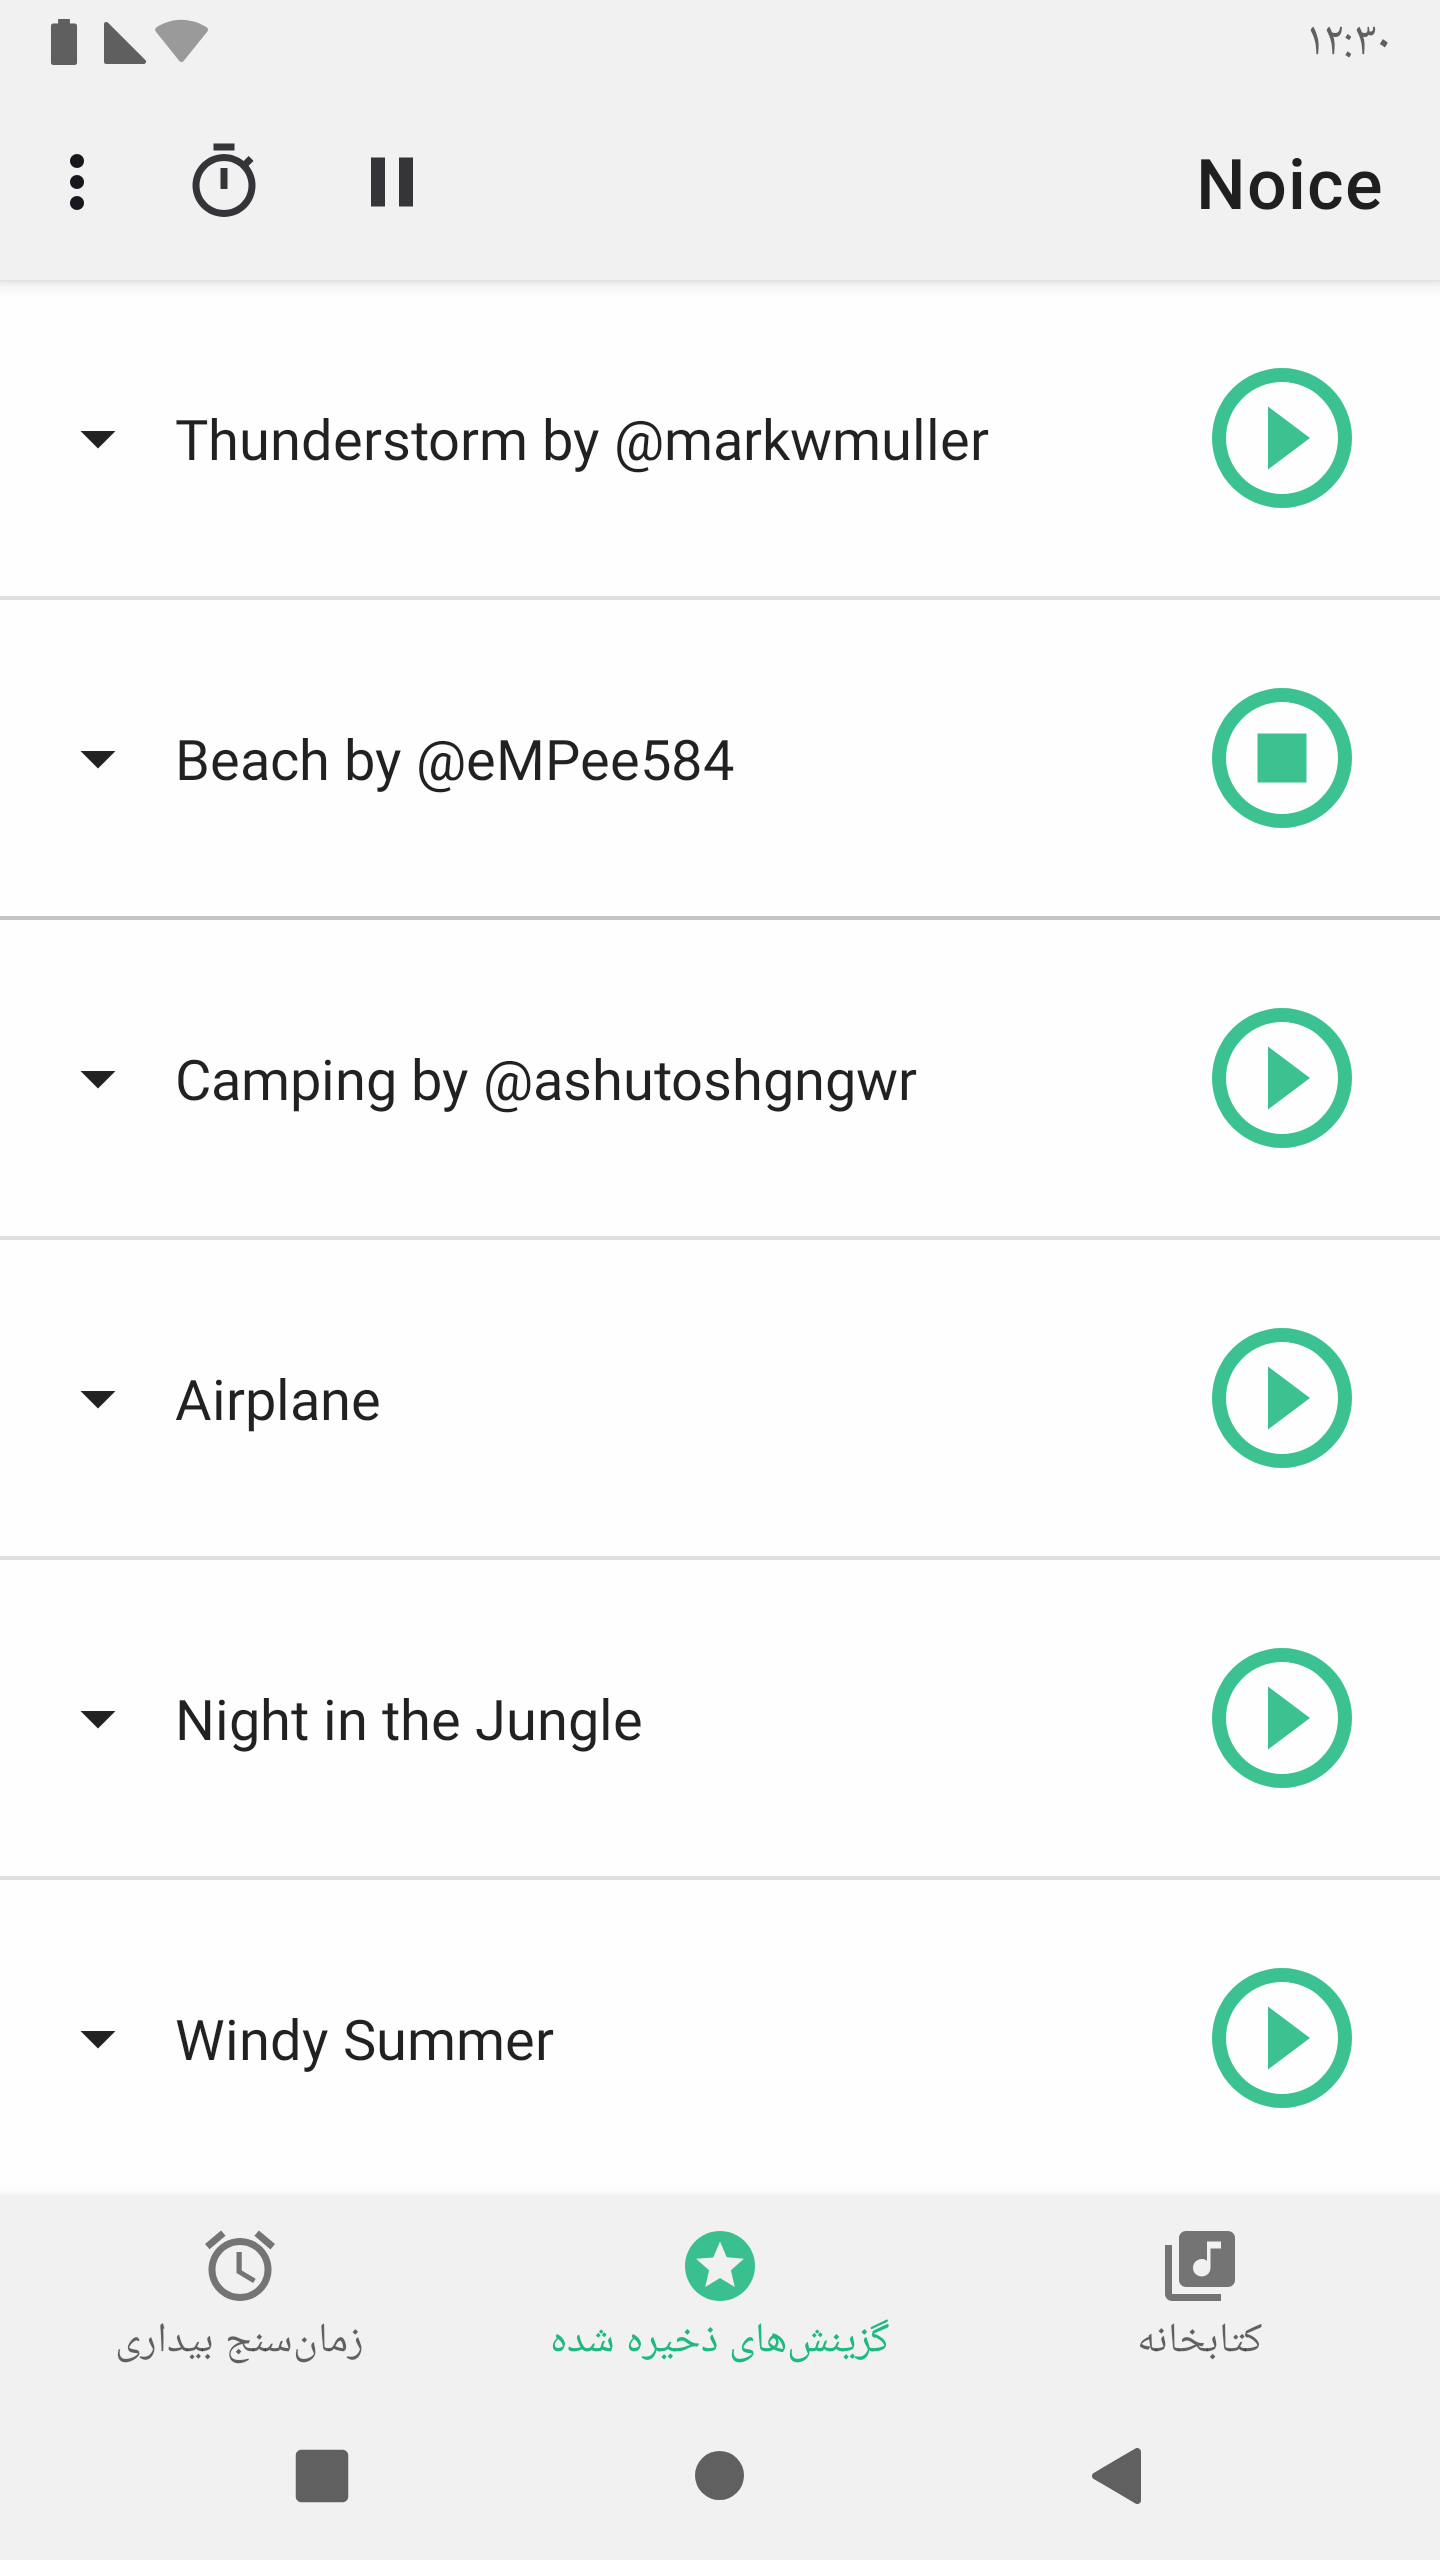 ۱۲:۳۰
Noice
Thunderstorm by @markwmuller
Beach by @eMPee584
Camping by @ashutoshgngwr
Airplane
Night in the Jungle
Windy Summer
کتابخانه
گزینش‌های ذخیره شده
زمان‌سنج بیداری